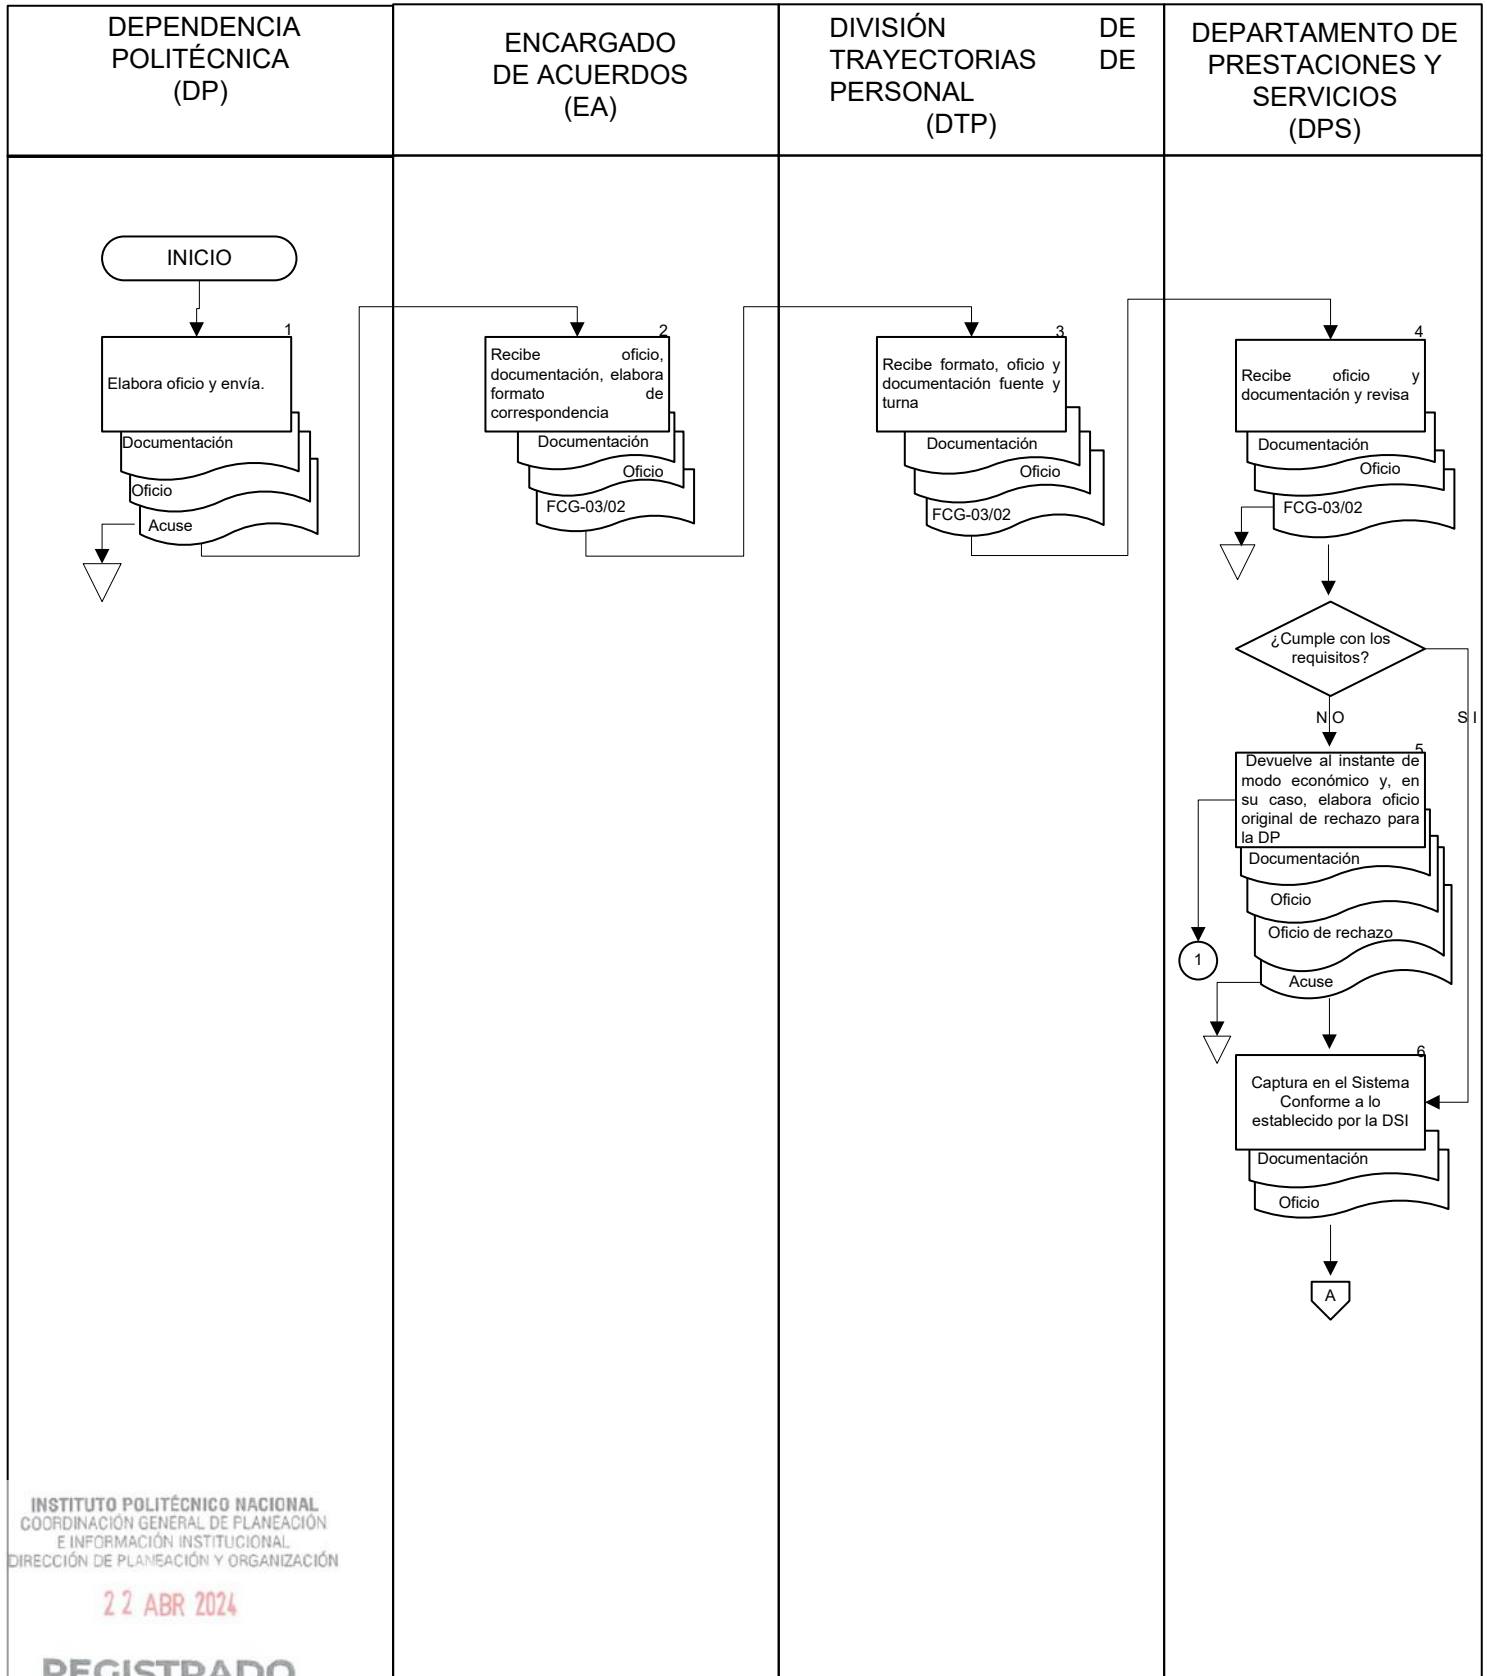 DEPENDENCIA
POLITÉCNICA
(DP)
ENCARGADO
DE ACUERDOS
(EA)
DIVISIÓN DE
TRAYECTORIAS DE
PERSONAL
(DTP)
DEPARTAMENTO DE
PRESTACIONES Y
SERVICIOS
(DPS)
INICIO
1
Elabora oficio y envía.
Documentación
Oficio
Acuse
2
Recibe oficio,
documentación, elabora
formato de
correspondencia
Documentación
Oficio
FCG-03/02
3
Recibe formato, oficio y
documentación fuente y
turna
Documentación
Oficio
FCG-03/02
4
Recibe oficio y
documentación y revisa
Documentación
Oficio
FCG-03/02
¿Cumple con los
requisitos?
NO
SI
5
Devuelve al instante de
modo económico y, en
su caso, elabora oficio
original de rechazo para
la DP
Documentación
Oficio
Oficio de rechazo
Acuse
1
6
Captura en el Sistema
Conforme a lo
establecido por la DSI
Documentación
Oficio
A
INSTITUTO POLITÉCNICO NACIONAL
COORDINACIÓN GENERAL DE PLANEACIÓN
E INFORMACIÓN INSTITUCIONAL
DIRECCIÓN DE PLANEACIÓN Y ORGANIZACIÓN
22 ABR 2024
REGISTRADO